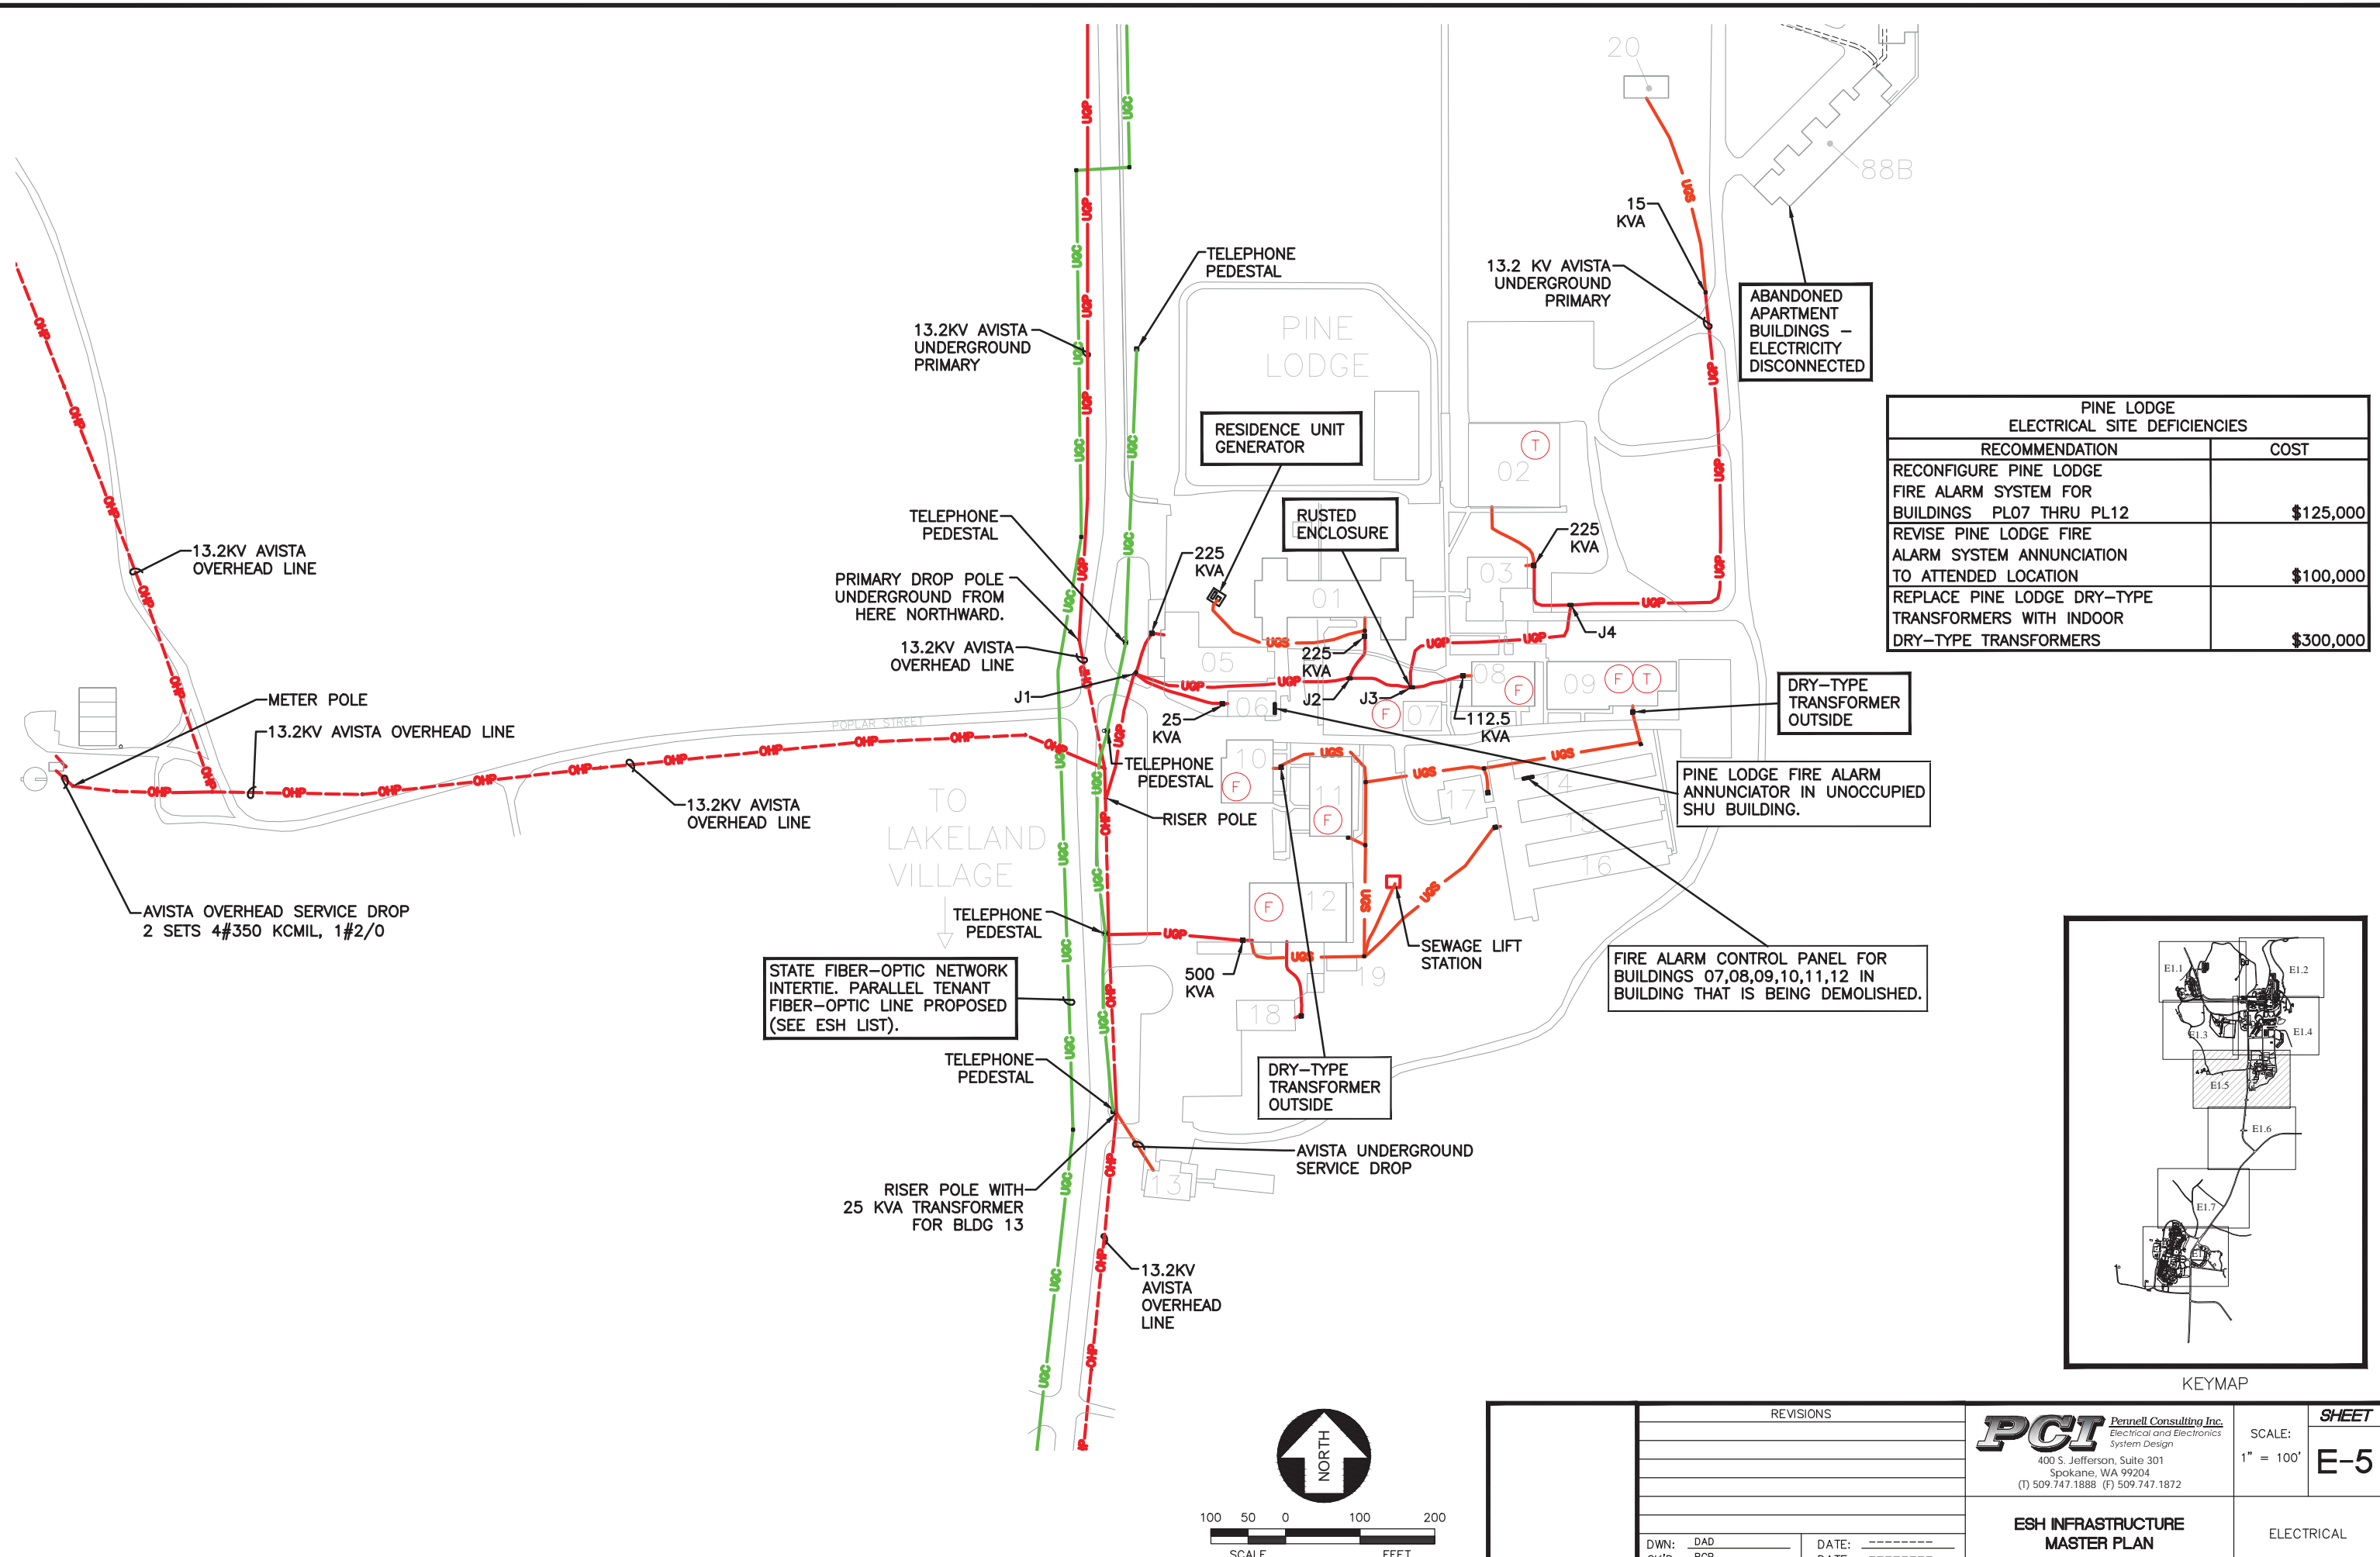 20
88B
15
KVA
TELEPHONE
PEDESTAL
13.2 KV AVISTA
UNDERGROUND
PRIMARY
ABANDONED
APARTMENT
BUILDINGS –
ELECTRICITY
DISCONNECTED
13.2KV AVISTA
UNDERGROUND
PRIMARY
PINE
LODGE
RESIDENCE UNIT
GENERATOR
02
T
RUSTED
ENCLOSURE
TELEPHONE
PEDESTAL
225
KVA
225
KVA
13.2KV AVISTA
OVERHEAD LINE
PRIMARY DROP POLE
UNDERGROUND FROM
HERE NORTHWARD.
03
01
J4
13.2KV AVISTA
OVERHEAD LINE
05
225
KVA
08
F
09
F
T
J1
J2
J3
METER POLE
13.2KV AVISTA OVERHEAD LINE
POPLAR STREET
25
KVA
06
F
07
112.5
KVA
DRY–TYPE
TRANSFORMER
OUTSIDE
TELEPHONE
PEDESTAL
10
F
11
F
17
14
15
16
PINE LODGE FIRE ALARM
ANNUNCIATOR IN UNOCCUPIED
SHU BUILDING.
13.2KV AVISTA
OVERHEAD LINE
RISER POLE
TO
LAKELAND
VILLAGE
AVISTA OVERHEAD SERVICE DROP
2 SETS 4#350 KCMIL, 1#2/0
TELEPHONE
PEDESTAL
F
12
500
KVA
SEWAGE LIFT
STATION
19
18
FIRE ALARM CONTROL PANEL FOR
BUILDINGS 07,08,09,10,11,12 IN
BUILDING THAT IS BEING DEMOLISHED.
STATE FIBER–OPTIC NETWORK
INTERTIE. PARALLEL TENANT
FIBER–OPTIC LINE PROPOSED
(SEE ESH LIST).
TELEPHONE
PEDESTAL
DRY–TYPE
TRANSFORMER
OUTSIDE
AVISTA UNDERGROUND
SERVICE DROP
13
RISER POLE WITH
25 KVA TRANSFORMER
FOR BLDG 13
13.2KV
AVISTA
OVERHEAD
LINE
OHP
UGP
UGC
UGS
PINE LODGE
ELECTRICAL SITE DEFICIENCIES
RECOMMENDATION COST
RECONFIGURE PINE LODGE
FIRE ALARM SYSTEM FOR
BUILDINGS PL07 THRU PL12 $125,000
REVISE PINE LODGE FIRE
ALARM SYSTEM ANNUNCIATION
TO ATTENDED LOCATION $100,000
REPLACE PINE LODGE DRY–TYPE
TRANSFORMERS WITH INDOOR
DRY–TYPE TRANSFORMERS $300,000
E1.1
E1.2
E1.3
E1.4
E1.5
E1.6
E1.7
KEYMAP
NORTH
100 50 0 100 200
SCALE FEET
REVISIONS
DWN: DAD DATE: --------
PCI
Pennell Consulting Inc.
Electrical and Electronics
System Design
400 S. Jefferson, Suite 301
Spokane, WA 99204
(T) 509.747.1888 (F) 509.747.1872
SCALE:
1" = 100'
SHEET
E–5
ESH INFRASTRUCTURE
MASTER PLAN
ELECTRICAL